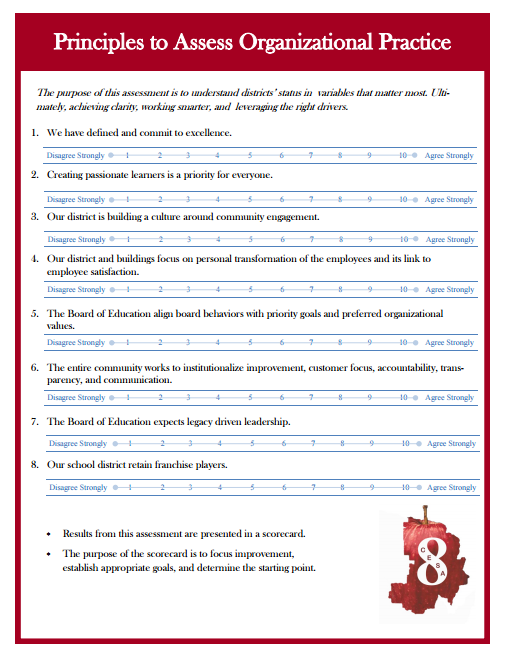 Principles to Assess Organizational Practice
The purpose of this assessment is to understand districts' status in variables that matter most. Ulti-
mately, achieving clarity, working smarter, and leveraging the right drivers.
1. We have defined and commit to excellence.
Disagree Strongly 1 2 3 4 5 6 7 8 9 10 Agree Strongly
2. Creating passionate learners is a priority for everyone.
Disagree Strongly 1 2 3 4 5 6 7 8 9 10 Agree Strongly
3. Our district is building a culture around community engagement.
Disagree Strongly 1 2 3 4 5 6 7 8 9 10 Agree Strongly
4. Our district and buildings focus on personal transformation of the employees and its link to
employee satisfaction.
Disagree Strongly 1 2 3 4 5 6 7 8 9 10 Agree Strongly
5. The Board of Education align board behaviors with priority goals and preferred organizational
values.
Disagree Strongly 1 2 3 4 5 6 7 8 9 10 Agree Strongly
6. The entire community works to institutionalize improvement, customer focus, accountability, trans-
parency, and communication.
Disagree Strongly 1 2 3 4 5 6 7 8 9 10 Agree Strongly
7. The Board of Education expects legacy driven leadership.
Disagree Strongly 1 2 3 4 5 6 7 8 9 10 Agree Strongly
8. Our school district retain franchise players.
Disagree Strongly 1 2 3 4 5 6 7 8 9 10 Agree Strongly
• Results from this assessment are presented in a scorecard.
• The purpose of the scorecard is to focus improvement,
establish appropriate goals, and determine the starting point.
CESA
8